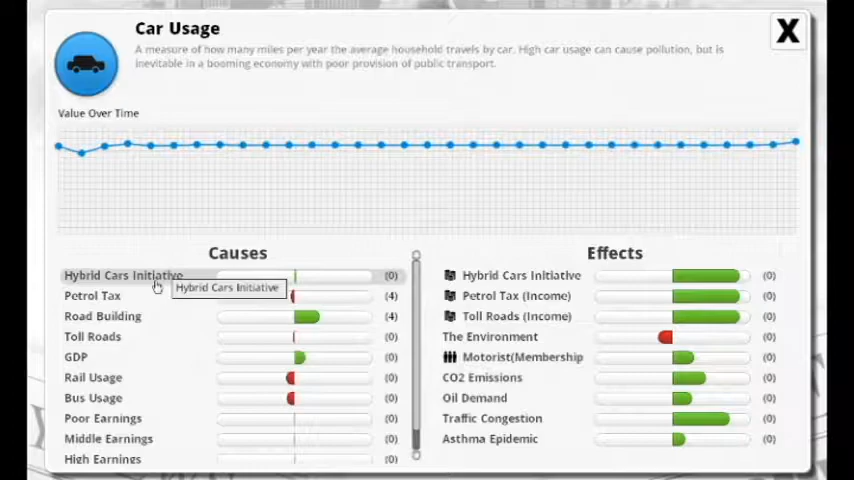 Car Usage
X
A measure of how many miles per year the average household travels by car. High car usage can cause pollution, but is
inevitable in a booming economy with poor provision of public transport.
Value Over Time
Causes
Hybrid Cars Initiative (0)
Hybrid Cars Initiative
Petrol Tax (4)
Road Building (4)
Toll Roads (0)
GDP (0)
Rail Usage (0)
Bus Usage (0)
Poor Earnings (0)
Middle Earnings (0)
High Earnings (0)
Effects
Hybrid Cars Initiative (0)
Petrol Tax (Income) (0)
Toll Roads (Income) (0)
The Environment (0)
Motorist(Membership (0)
CO2 Emissions (0)
Oil Demand (0)
Traffic Congestion (0)
Asthma Epidemic (0)